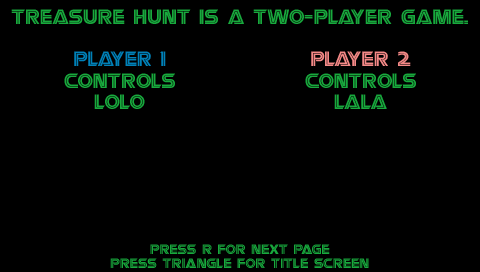 TREASURE HUNT IS A TWO-PLAYER GAME.
PLAYER 1
CONTROLS
LOLO
PLAYER 2
CONTROLS
LALA
PRESS R FOR NEXT PAGE
PRESS TRIANGLE FOR TITLE SCREEN